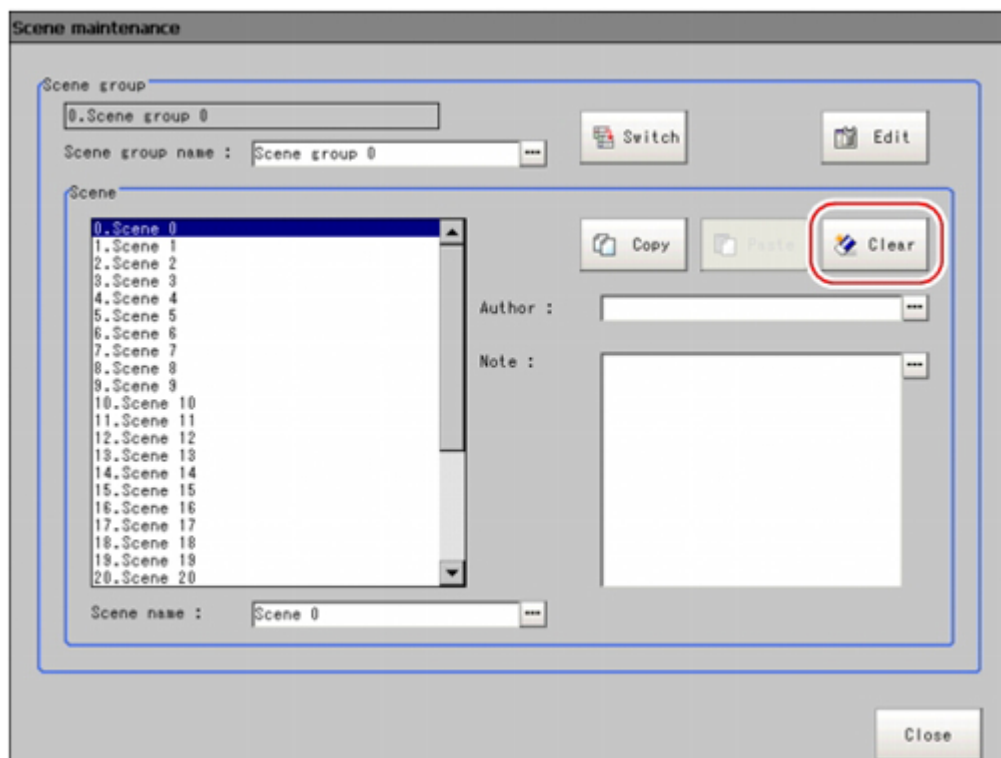 Scene maintenance
Scene group
0.Scene group 0
Scene group name :
Scene group 0
Switch
Edit
Scene
0.Scene 0
1.Scene 1
2.Scene 2
3.Scene 3
4.Scene 4
5.Scene 5
6.Scene 6
7.Scene 7
8.Scene 8
9.Scene 9
10.Scene 10
11.Scene 11
12.Scene 12
13.Scene 13
14.Scene 14
15.Scene 15
16.Scene 16
17.Scene 17
18.Scene 18
19.Scene 19
20.Scene 20
Copy
Paste
Clear
Author :
Note :
Scene name :
Scene 0
Close